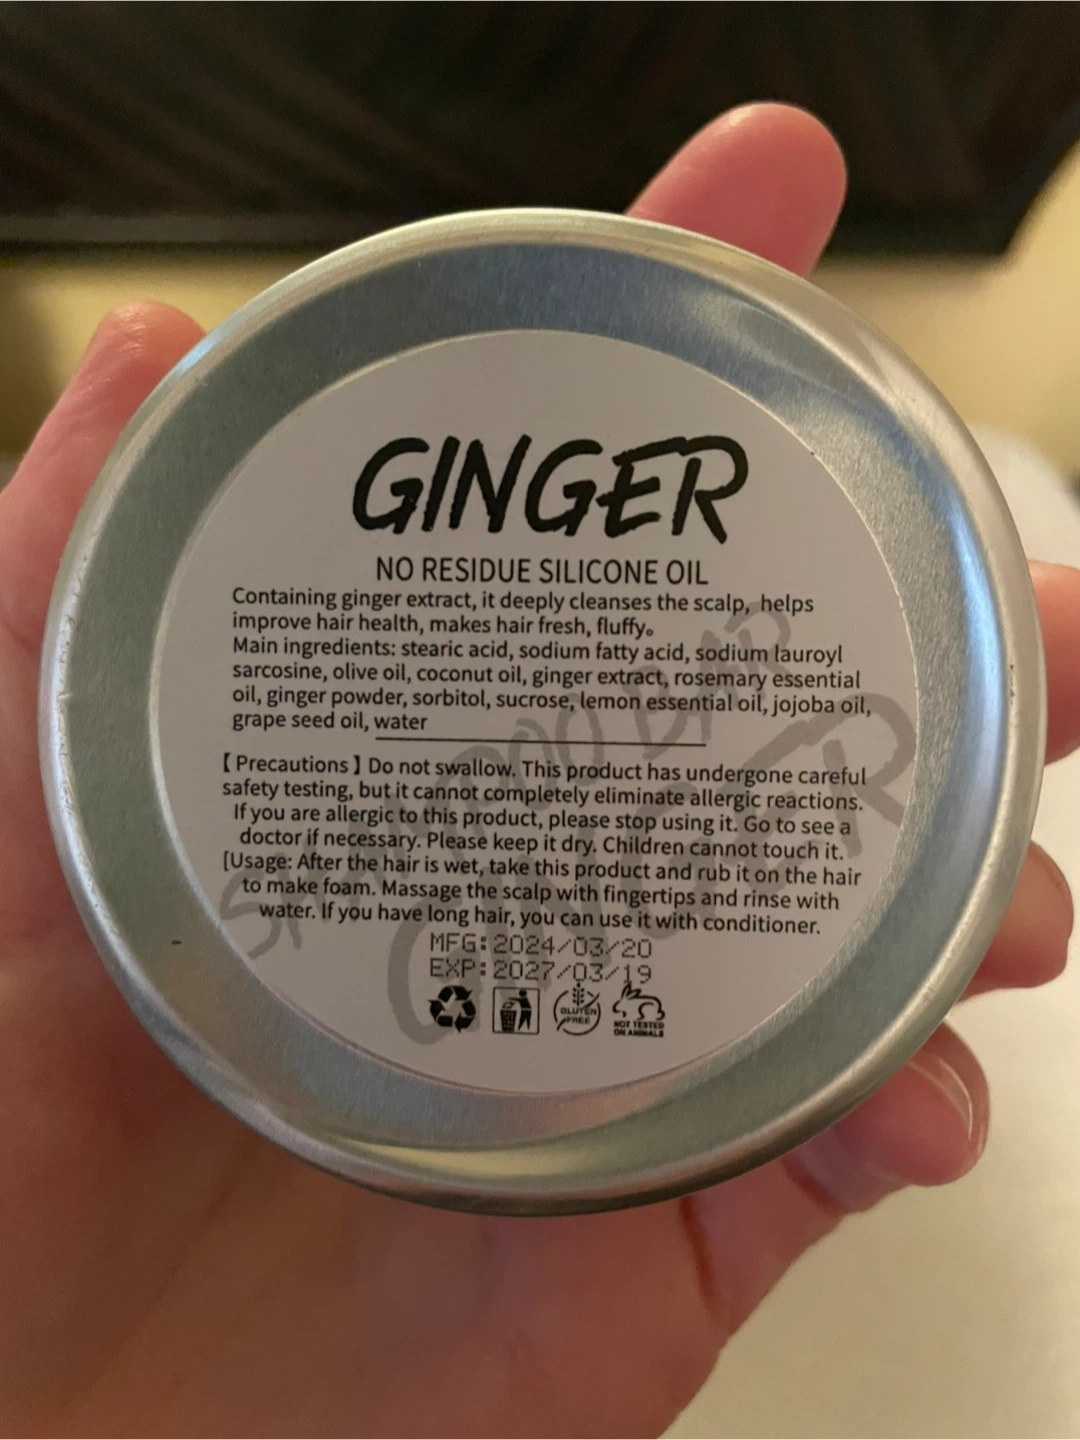 GINGER
NO RESIDUE SILICONE OIL
Containing ginger extract, it deeply cleanses the scalp, helps
improve hair health, makes hair fresh, fluffy。
Main ingredients: stearic acid, sodium fatty acid, sodium lauroyl
sarcosine, olive oil, coconut oil, ginger extract, rosemary essential
oil, ginger powder, sorbitol, sucrose, lemon essential oil, jojoba oil,
grape seed oil, water
【Precautions】Do not swallow. This product has undergone careful
safety testing, but it cannot completely eliminate allergic reactions.
If you are allergic to this product, please stop using it. Go to see a
doctor if necessary. Please keep it dry. Children cannot touch it.
[Usage: After the hair is wet, take this product and rub it on the hair
to make foam. Massage the scalp with fingertips and rinse with
water. If you have long hair, you can use it with conditioner.
MFG:2024/03/20
EXP:2027/03/19
GLUTEN
FREE
NOT TESTED
ON ANIMALS
SHAMPOO BAR
GINGER